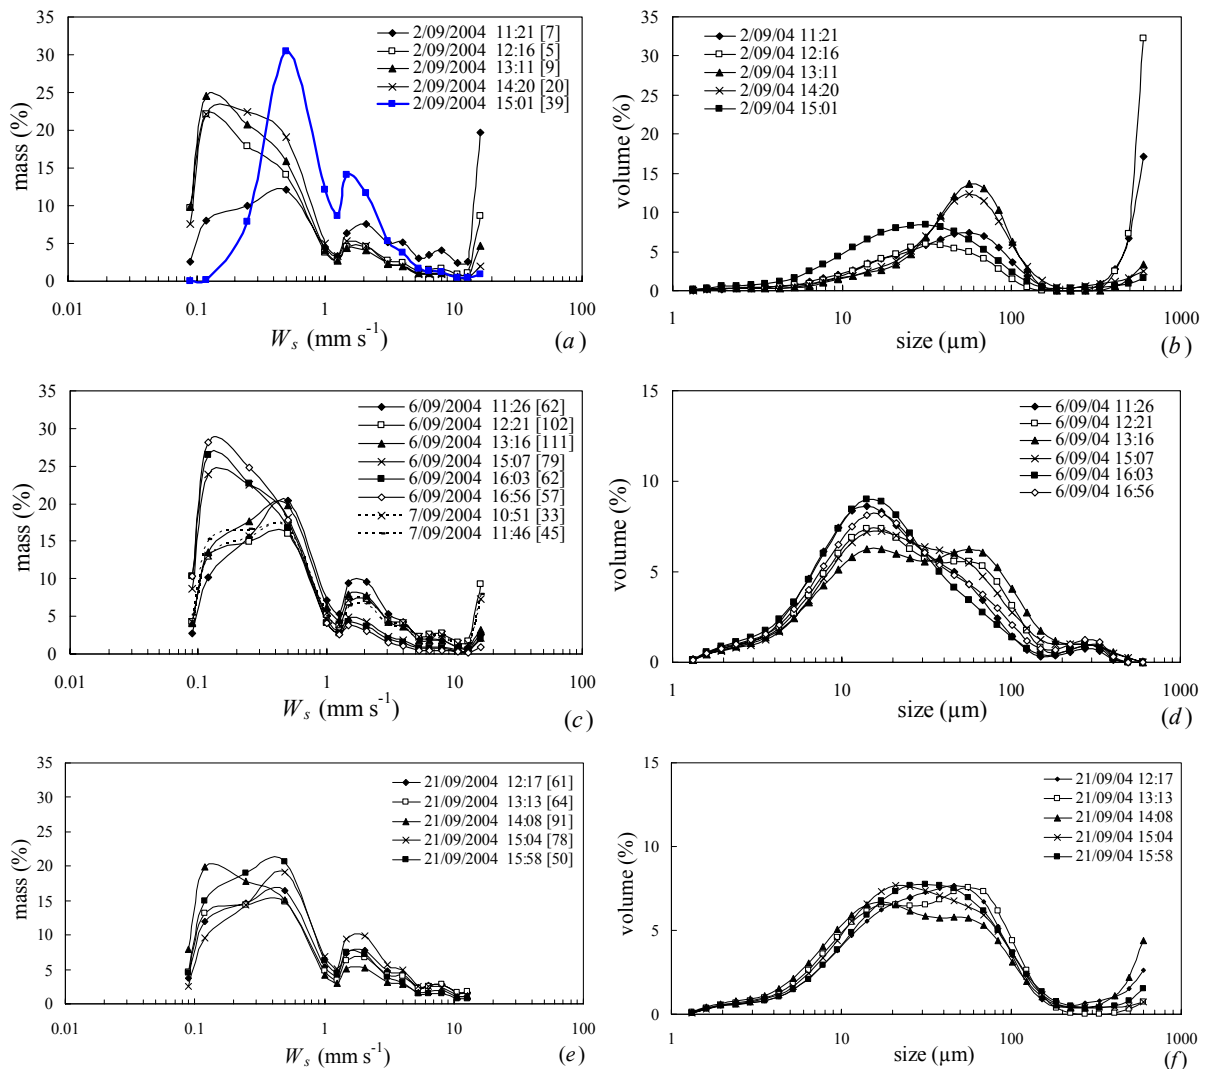 35
30
25
20
15
10
5
0
mass (%)
2/09/2004 11:21 [7]
2/09/2004 12:16 [5]
2/09/2004 13:11 [9]
2/09/2004 14:20 [20]
2/09/2004 15:01 [39]
0.01 0.1 1 10 100
W_s (mm s⁻¹)
(a)
35
30
25
20
15
10
5
0
volume (%)
2/09/04 11:21
2/09/04 12:16
2/09/04 13:11
2/09/04 14:20
2/09/04 15:01
1 10 100 1000
size (µm)
(b)
35
30
25
20
15
10
5
0
mass (%)
6/09/2004 11:26 [62]
6/09/2004 12:21 [102]
6/09/2004 13:16 [111]
6/09/2004 15:07 [79]
6/09/2004 16:03 [62]
6/09/2004 16:56 [57]
7/09/2004 10:51 [33]
7/09/2004 11:46 [45]
0.01 0.1 1 10 100
W_s (mm s⁻¹)
(c)
15
10
5
0
volume (%)
6/09/04 11:26
6/09/04 12:21
6/09/04 13:16
6/09/04 15:07
6/09/04 16:03
6/09/04 16:56
1 10 100 1000
size (µm)
(d)
35
30
25
20
15
10
5
0
mass (%)
21/09/2004 12:17 [61]
21/09/2004 13:13 [64]
21/09/2004 14:08 [91]
21/09/2004 15:04 [78]
21/09/2004 15:58 [50]
0.01 0.1 1 10 100
W_s (mm s⁻¹)
(e)
15
10
5
0
volume (%)
21/09/04 12:17
21/09/04 13:13
21/09/04 14:08
21/09/04 15:04
21/09/04 15:58
1 10 100 1000
size (µm)
(f)